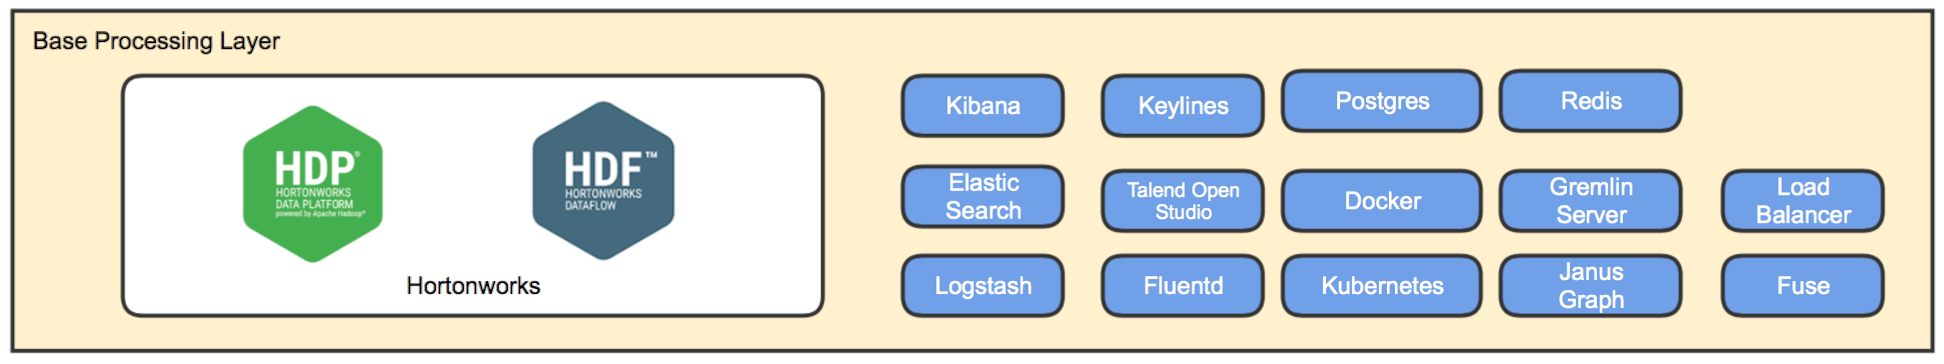 Base Processing Layer
HDP®
HORTONWORKS
DATA PLATFORM
powered by Apache Hadoop®
HDF™
HORTONWORKS
DATAFLOW
Hortonworks
Kibana
Keylines
Postgres
Redis
Elastic
Search
Talend Open
Studio
Docker
Gremlin
Server
Load
Balancer
Logstash
Fluentd
Kubernetes
Janus
Graph
Fuse